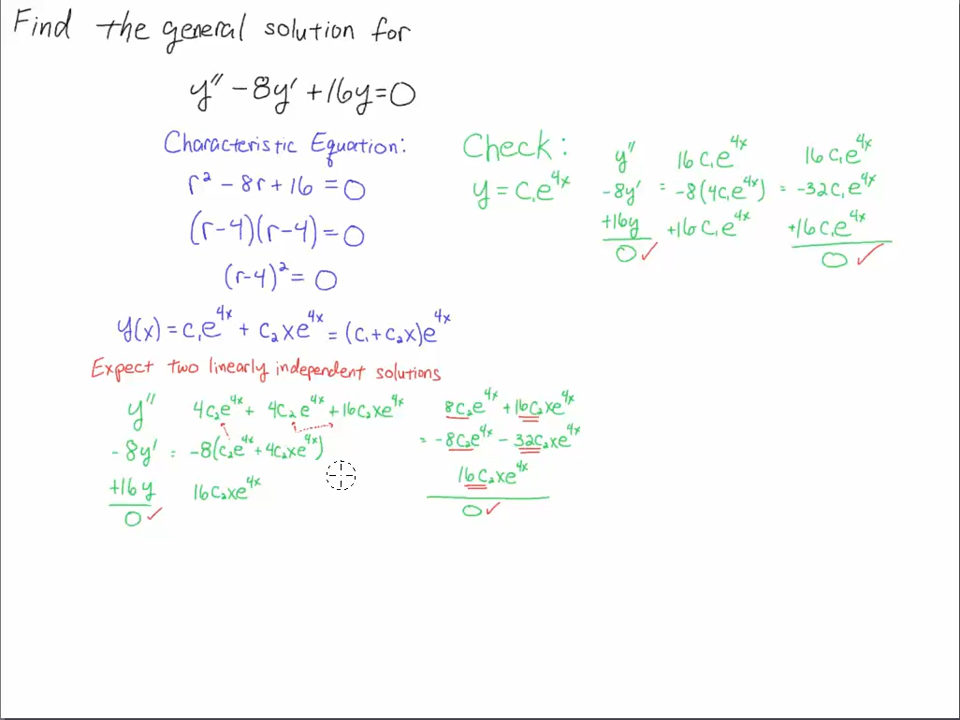 Find the general solution for
y'' - 8y' + 16y = 0
Characteristic Equation:
r² - 8r + 16 = 0
(r-4)(r-4) = 0
(r-4)² = 0
y(x) = c₁e^4x + c₂xe^4x = (c₁+c₂x)e^4x
Expect two linearly independent solutions
Check:
y = c₁e^4x
y'' 16c₁e^4x 16c₁e^4x
-8y' = -8(4c₁e^4x) = -32c₁e^4x
+16y +16c₁e^4x +16c₁e^4x
0 ✓ 0 ✓
y'' 4c₂e^4x + 4c₂e^4x + 16c₂xe^4x 8c₂e^4x + 16c₂xe^4x
-8y' = -8(c₂e^4x + 4c₂xe^4x) = -8c₂e^4x - 32c₂xe^4x
+16y 16c₂xe^4x 16c₂xe^4x
0 ✓ 0 ✓